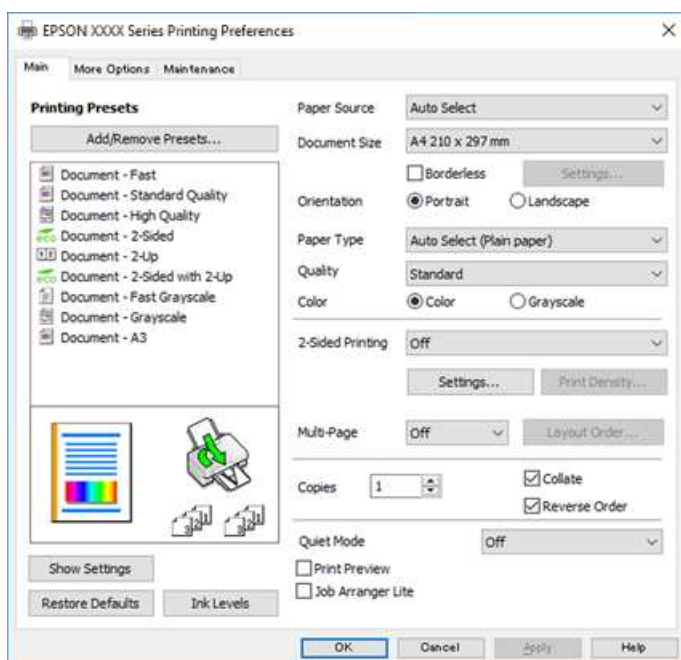 EPSON XXXX Series Printing Preferences
Main More Options Maintenance
Printing Presets
Add/Remove Presets...
Document - Fast
Document - Standard Quality
Document - High Quality
Document - 2-Sided
Document - 2-Up
Document - 2-Sided with 2-Up
Document - Fast Grayscale
Document - Grayscale
Document - A3
Show Settings
Restore Defaults Ink Levels
Paper Source Auto Select
Document Size A4 210 x 297 mm
Borderless Settings...
Orientation Portrait Landscape
Paper Type Auto Select (Plain paper)
Quality Standard
Color Color Grayscale
2-Sided Printing Off
Settings... Print Density...
Multi-Page Off Layout Order...
Copies 1 Collate
Reverse Order
Quiet Mode Off
Print Preview
Job Arranger Lite
OK Cancel Apply Help